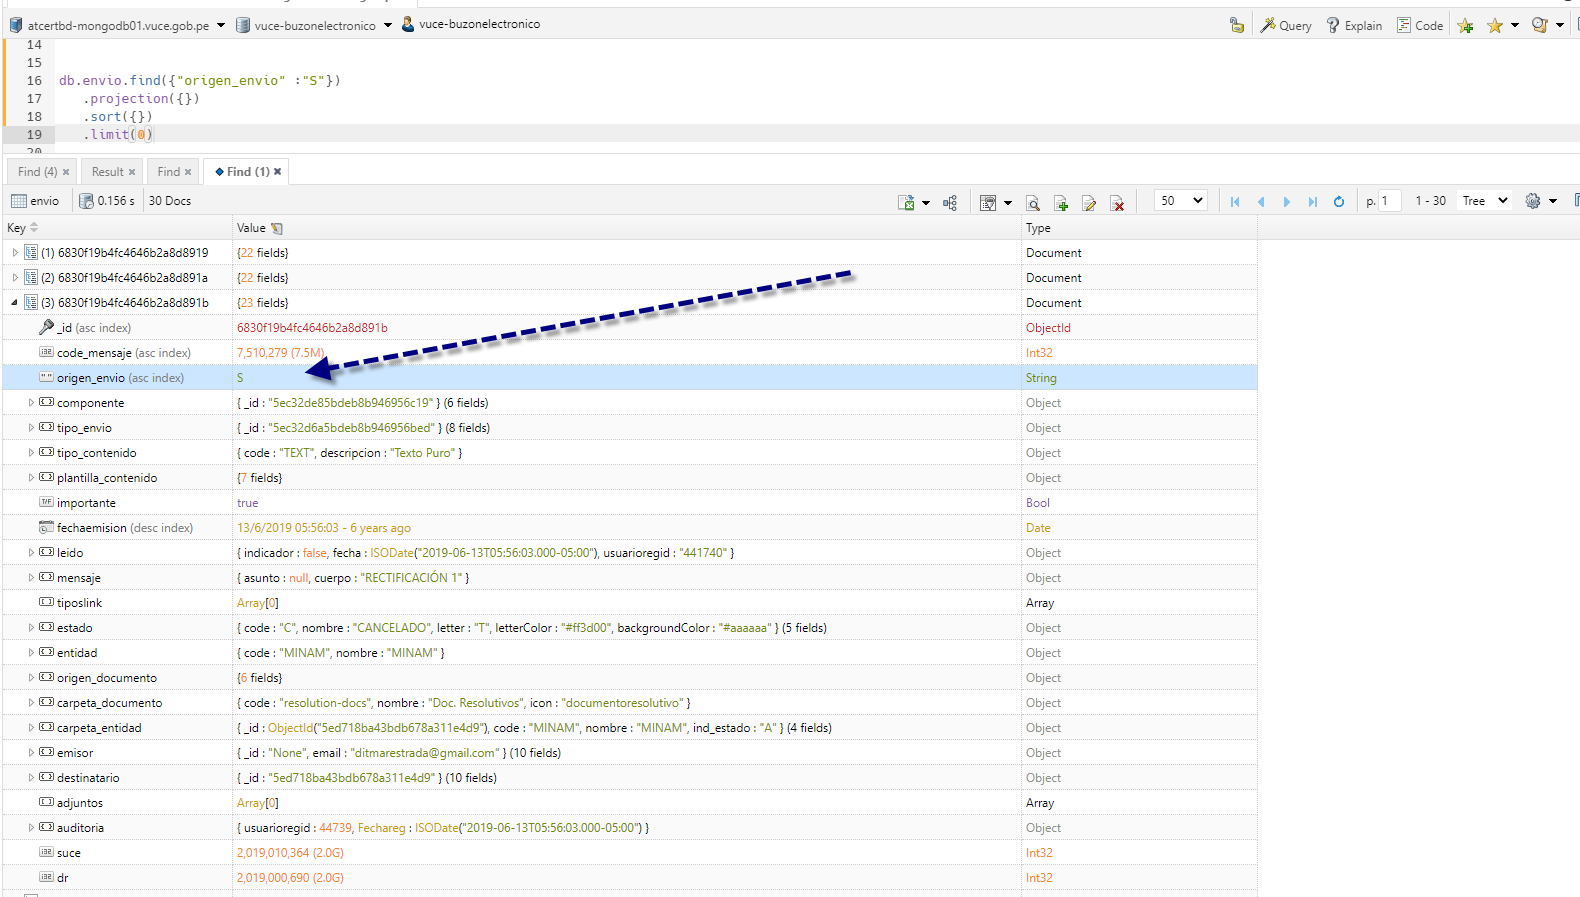 atcertbd-mongodb01.vuce.gob.pe vuce-buzonelectronico vuce-buzonelectronico Query Explain Code
14
15
16 db.envio.find({"origen_envio" :"S"})
17 .projection({})
18 .sort({})
19 .limit(0)
20
Find (4) × Result × Find × Find (1) ×
envio 0.156 s 30 Docs 50 p. 1 1 - 30 Tree
Key Value Type
(1) 6830f19b4fc4646b2a8d8919 {22 fields} Document
(2) 6830f19b4fc4646b2a8d891a {22 fields} Document
(3) 6830f19b4fc4646b2a8d891b {23 fields} Document
_id (asc index) 6830f19b4fc4646b2a8d891b ObjectId
i32 code_mensaje (asc index) 7,510,279 (7.5M) Int32
" " origen_envio (asc index) S String
componente { _id : "5ec32de85bdeb8b946956c19" } (6 fields) Object
tipo_envio { _id : "5ec32d6a5bdeb8b946956bed" } (8 fields) Object
tipo_contenido { code : "TEXT", descripcion : "Texto Puro" } Object
plantilla_contenido {7 fields} Object
T/F importante true Bool
fechaemision (desc index) 13/6/2019 05:56:03 - 6 years ago Date
leido { indicador : false, fecha : ISODate("2019-06-13T05:56:03.000-05:00"), usuarioregid : "441740" } Object
mensaje { asunto : null, cuerpo : "RECTIFICACIÓN 1" } Object
tiposlink Array[0] Array
estado { code : "C", nombre : "CANCELADO", letter : "T", letterColor : "#ff3d00", backgroundColor : "#aaaaaa" } (5 fields) Object
entidad { code : "MINAM", nombre : "MINAM" } Object
origen_documento {6 fields} Object
carpeta_documento { code : "resolution-docs", nombre : "Doc. Resolutivos", icon : "documentoresolutivo" } Object
carpeta_entidad { _id : ObjectId("5ed718ba43bdb678a311e4d9"), code : "MINAM", nombre : "MINAM", ind_estado : "A" } (4 fields) Object
emisor { _id : "None", email : "ditmarestrada@gmail.com" } (10 fields) Object
destinatario { _id : "5ed718ba43bdb678a311e4d9" } (10 fields) Object
adjuntos Array[0] Array
auditoria { usuarioregid : 44739, Fechareg : ISODate("2019-06-13T05:56:03.000-05:00") } Object
i32 suce 2,019,010,364 (2.0G) Int32
i32 dr 2,019,000,690 (2.0G) Int32